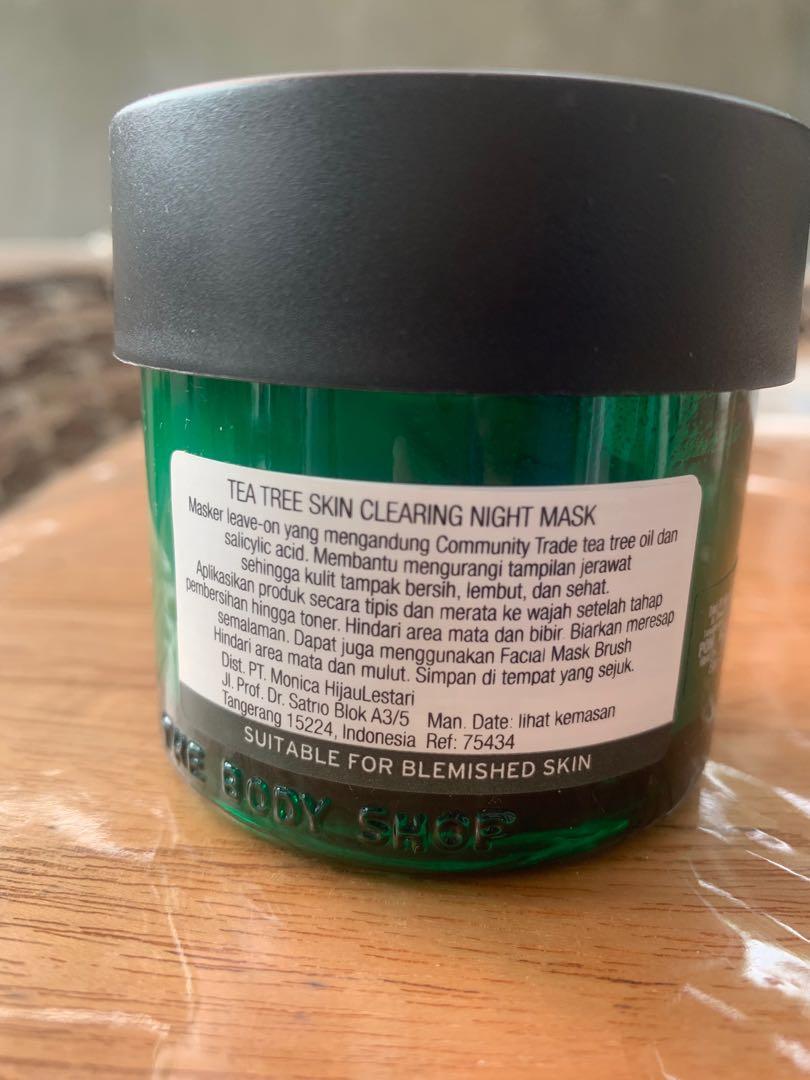 TEA TREE SKIN CLEARING NIGHT MASK
Masker leave-on yang mengandung Community Trade tea tree oil dan
salicylic acid. Membantu mengurangi tampilan jerawat
sehingga kulit tampak bersih, lembut, dan sehat.
Aplikasikan produk secara tipis dan merata ke wajah setelah tahap
pembersihan hingga toner. Hindari area mata dan bibir. Biarkan meresap
semalaman. Dapat juga menggunakan Facial Mask Brush
Hindari area mata dan mulut. Simpan di tempat yang sejuk.
Dist. PT. Monica HijauLestari
Jl. Prof. Dr. Satrio Blok A3/5 Man. Date: lihat kemasan
Tangerang 15224, Indonesia Ref: 75434
SUITABLE FOR BLEMISHED SKIN
THE BODY SHOP